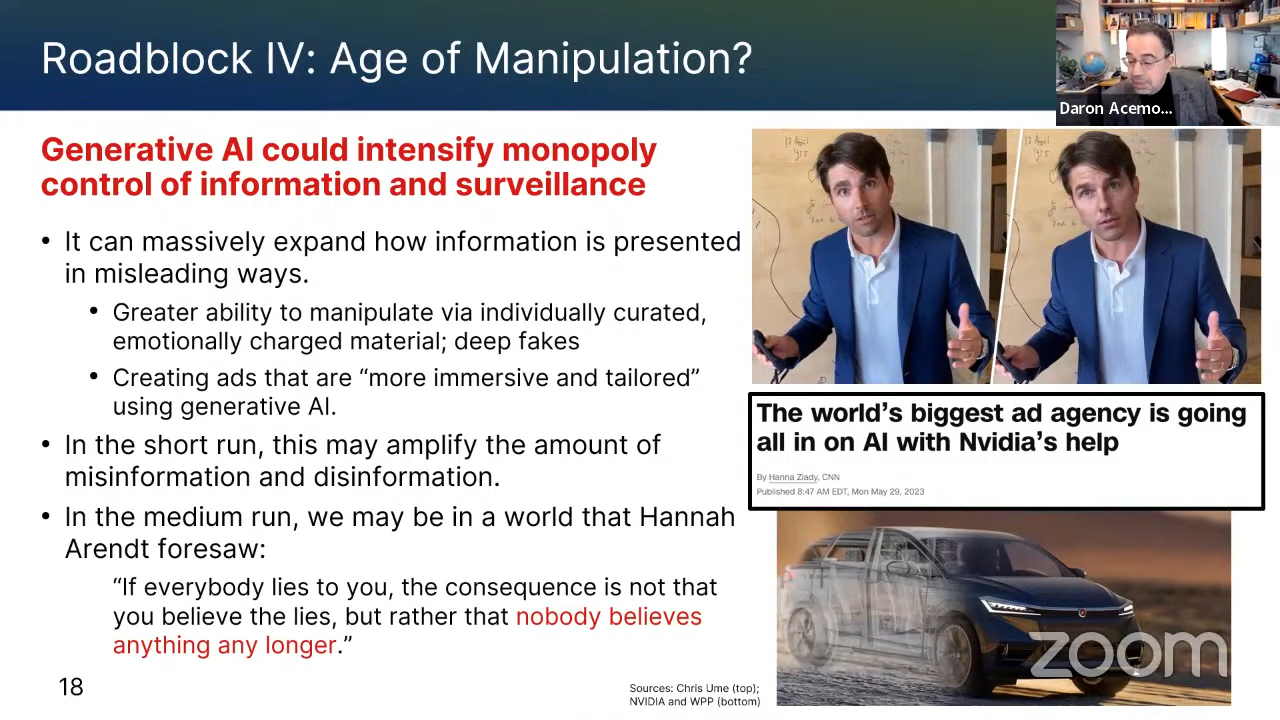 Roadblock IV: Age of Manipulation?
Daron Acemo...
Generative AI could intensify monopoly
control of information and surveillance
• It can massively expand how information is presented
in misleading ways.
• Greater ability to manipulate via individually curated,
emotionally charged material; deep fakes
• Creating ads that are “more immersive and tailored”
using generative AI.
• In the short run, this may amplify the amount of
misinformation and disinformation.
• In the medium run, we may be in a world that Hannah
Arendt foresaw:
“If everybody lies to you, the consequence is not that
you believe the lies, but rather that nobody believes
anything any longer.”
The world’s biggest ad agency is going
all in on AI with Nvidia’s help
By Hanna Ziady, CNN
Published 8:47 AM EDT, Mon May 29, 2023
zoom
18
Sources: Chris Ume (top);
NVIDIA and WPP (bottom)